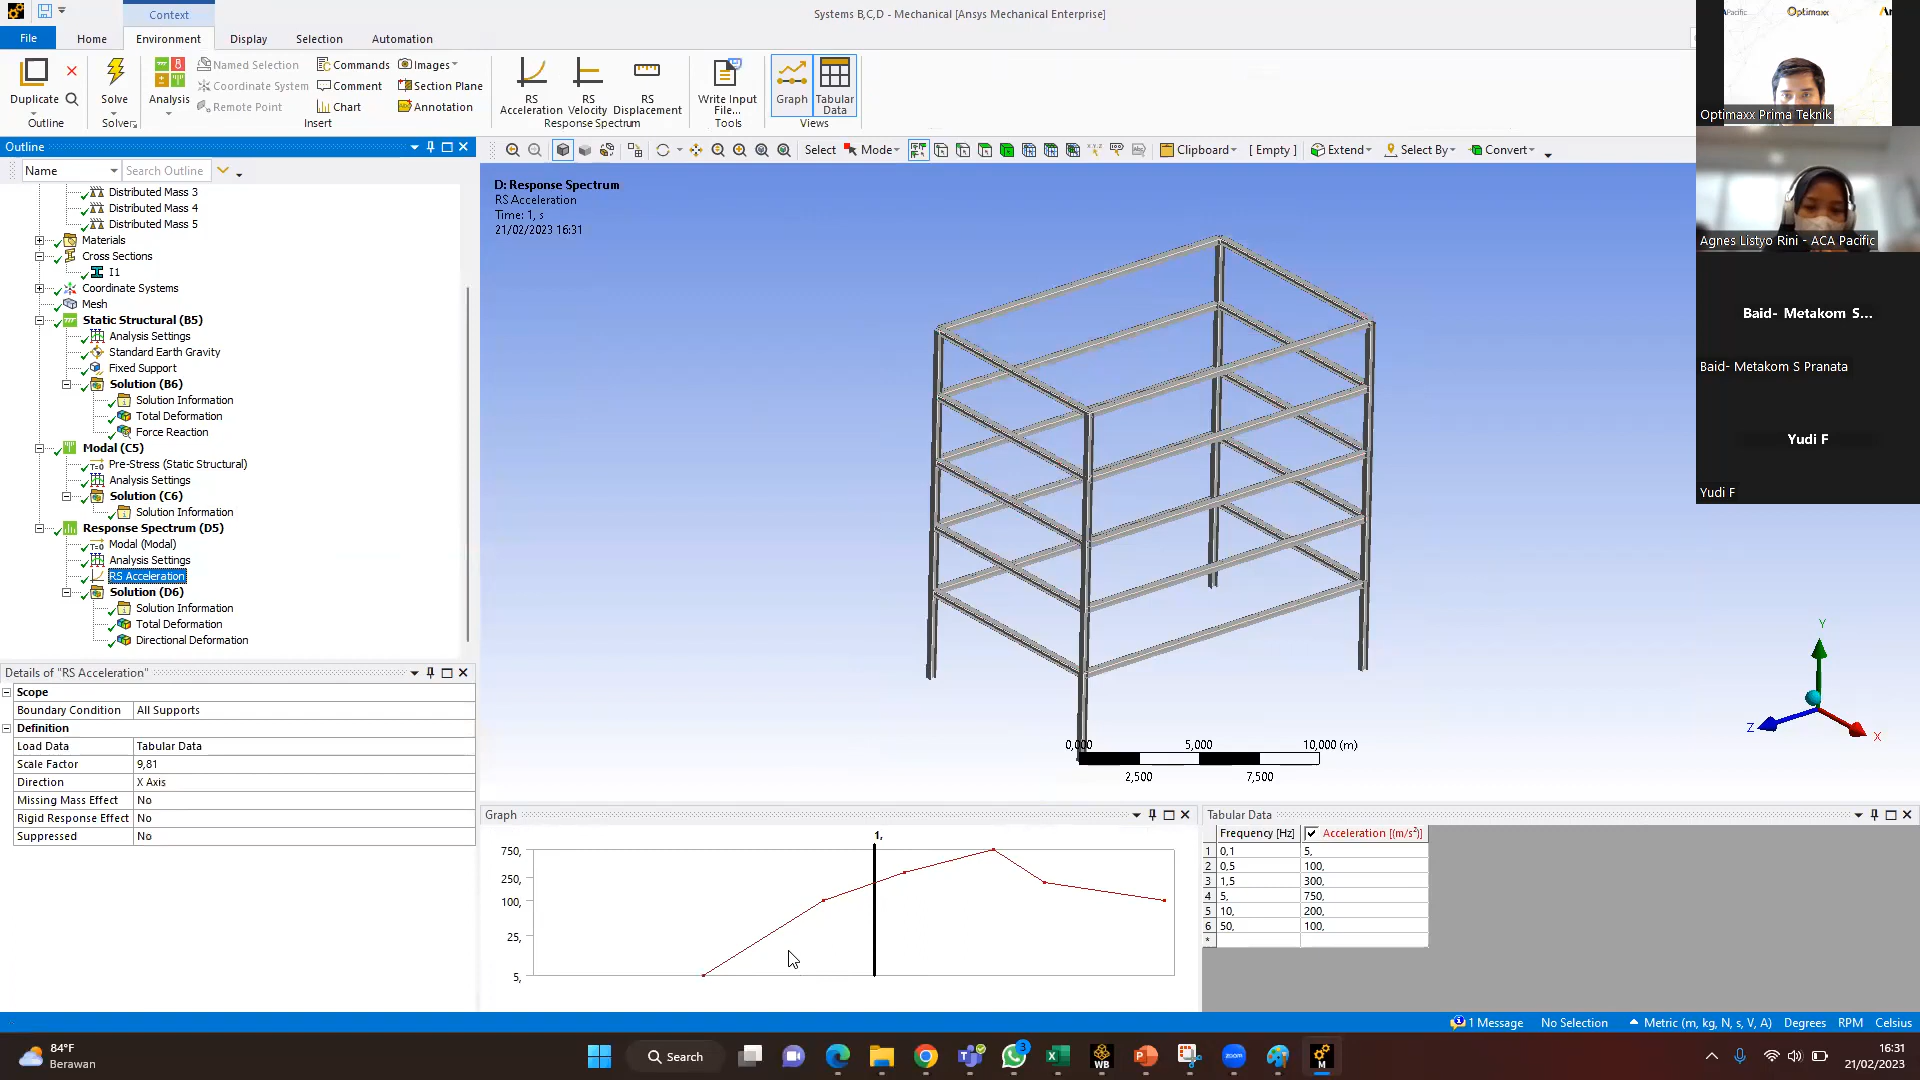 Context
Systems B,C,D - Mechanical [Ansys Mechanical Enterprise]
File
Home
Environment
Display
Selection
Automation
Duplicate
Outline
Solve
Solver
Analysis
Named Selection
Coordinate System
Remote Point
Commands
Comment
Chart
Images
Section Plane
Annotation
Insert
RS
Acceleration
RS
Velocity
RS
Displacement
Response Spectrum
Write Input
File...
Tools
Graph
Tabular
Data
Views
Outline
Name
Search Outline
Select
Mode
Clipboard
[ Empty ]
Extend
Select By
Convert
Distributed Mass 3
Distributed Mass 4
Distributed Mass 5
Materials
Cross Sections
I1
Coordinate Systems
Mesh
Static Structural (B5)
Analysis Settings
Standard Earth Gravity
Fixed Support
Solution (B6)
Solution Information
Total Deformation
Force Reaction
Modal (C5)
Pre-Stress (Static Structural)
Analysis Settings
Solution (C6)
Solution Information
Response Spectrum (D5)
Modal (Modal)
Analysis Settings
RS Acceleration
Solution (D6)
Solution Information
Total Deformation
Directional Deformation
Details of "RS Acceleration"
Scope
Boundary Condition All Supports
Definition
Load Data Tabular Data
Scale Factor 9,81
Direction X Axis
Missing Mass Effect No
Rigid Response Effect No
Suppressed No
D: Response Spectrum
RS Acceleration
Time: 1, s
21/02/2023 16:31
0,000 5,000 10,000 (m)
2,500 7,500
Y
Z
X
Graph
1,
750,
250,
100,
25,
5,
Tabular Data
Frequency [Hz] Acceleration [(m/s²)]
1 0,1 5,
2 0,5 100,
3 1,5 300,
4 5, 750,
5 10, 200,
6 50, 100,
*
Pacific
Optimaxx
Optimaxx Prima Teknik
Agnes Listyo Rini - ACA Pacific
Baid- Metakom S...
Baid- Metakom S Pranata
Yudi F
Yudi F
1 Message
No Selection
Metric (m, kg, N, s, V, A)
Degrees
RPM
Celsius
84°F
Berawan
Search
3
WB
zoom
M
16:31
21/02/2023